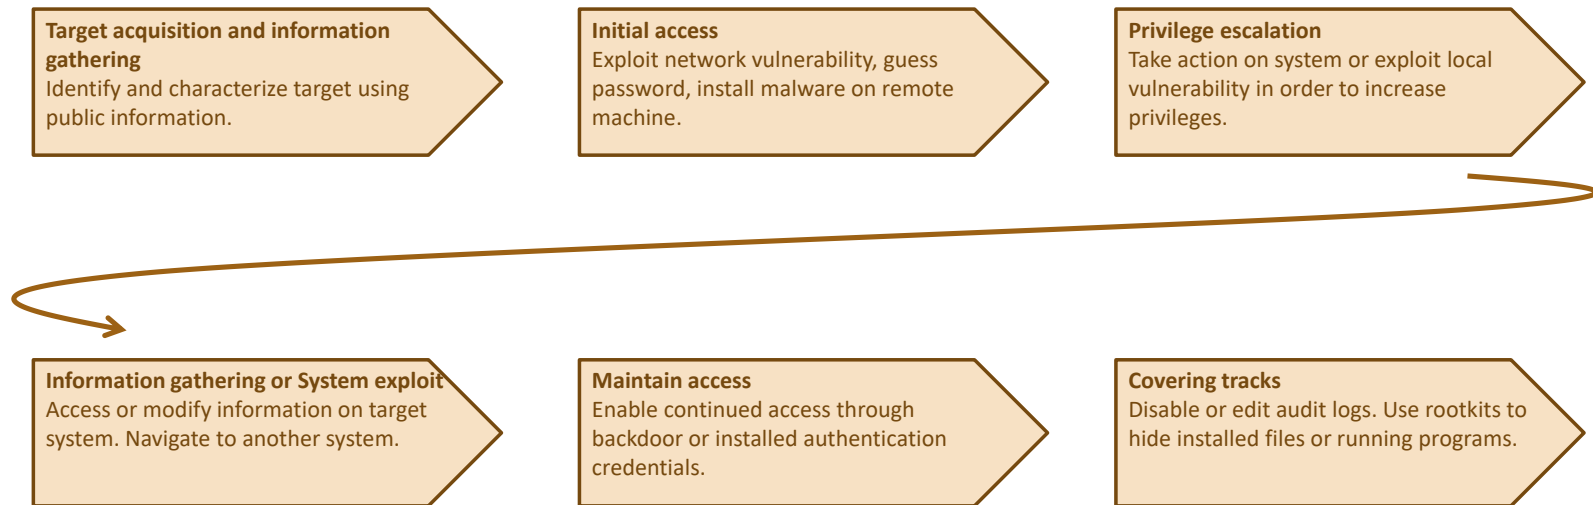 Target acquisition and information
gathering
Identify and characterize target using
public information.
Initial access
Exploit network vulnerability, guess
password, install malware on remote
machine.
Privilege escalation
Take action on system or exploit local
vulnerability in order to increase
privileges.
Information gathering or System exploit
Access or modify information on target
system. Navigate to another system.
Maintain access
Enable continued access through
backdoor or installed authentication
credentials.
Covering tracks
Disable or edit audit logs. Use rootkits to
hide installed files or running programs.